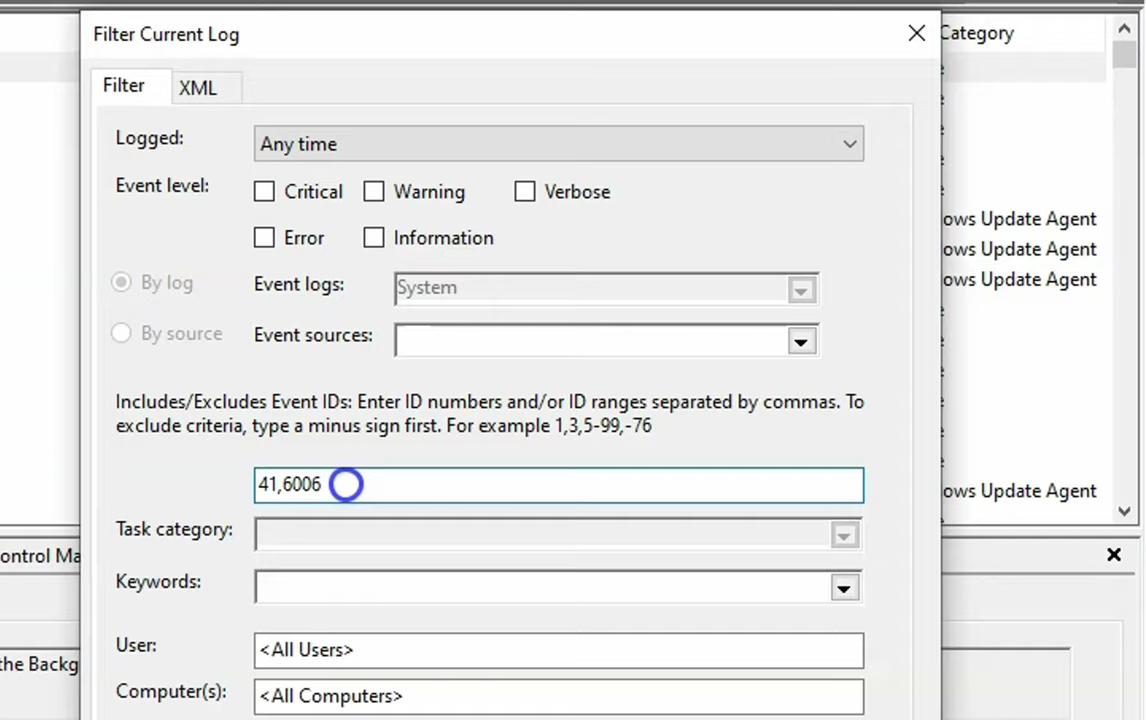 Filter Current Log
Category
Filter
XML
Logged:
Any time
Event level:
Critical
Warning
Verbose
Error
Information
ows Update Agent
ows Update Agent
ows Update Agent
By log
Event logs:
System
By source
Event sources:
Includes/Excludes Event IDs: Enter ID numbers and/or ID ranges separated by commas. To
exclude criteria, type a minus sign first. For example 1,3,5-99,-76
41,6006
ows Update Agent
Task category:
ontrol Ma
Keywords:
User:
<All Users>
the Backg
Computer(s):
<All Computers>